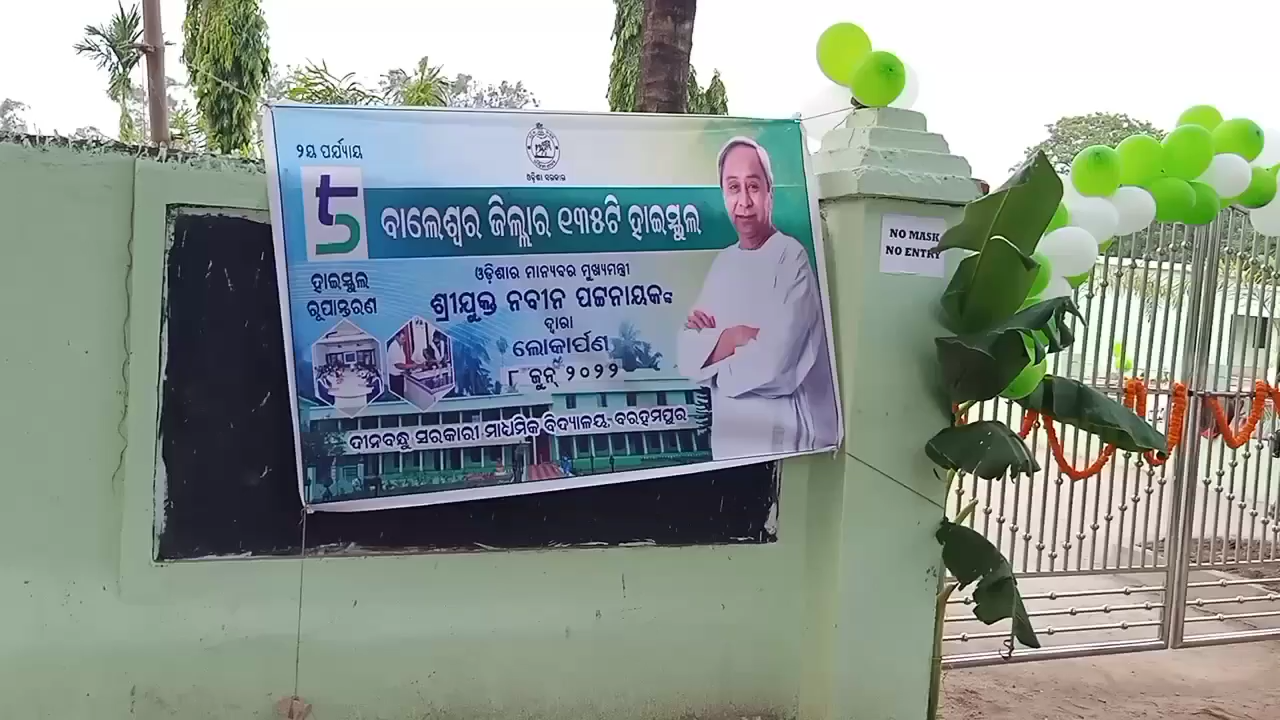 ୨ୟ ପର୍ଯ୍ୟାୟ
ଓଡ଼ିଶା ସରକାର
5
ବାଲେଶ୍ୱର ଜିଲ୍ଲାର ୧୩୫ଟି ହାଇସ୍କୁଲ
ହାଇସ୍କୁଲ
ରୂପାନ୍ତରଣ
ଓଡ଼ିଶାର ମାନ୍ୟବର ମୁଖ୍ୟମନ୍ତ୍ରୀ
ଶ୍ରୀଯୁକ୍ତ ନବୀନ ପଟ୍ଟନାୟକଙ୍କ
ଦ୍ୱାରା
ଲୋକାର୍ପଣ
୮ ଜୁନ୍ ୨୦୨୨
ଦୀନବନ୍ଧୁ ସରକାରୀ ମାଧ୍ୟମିକ ବିଦ୍ୟାଳୟ, ବରହମପୁର
NO MASK
NO ENTRY